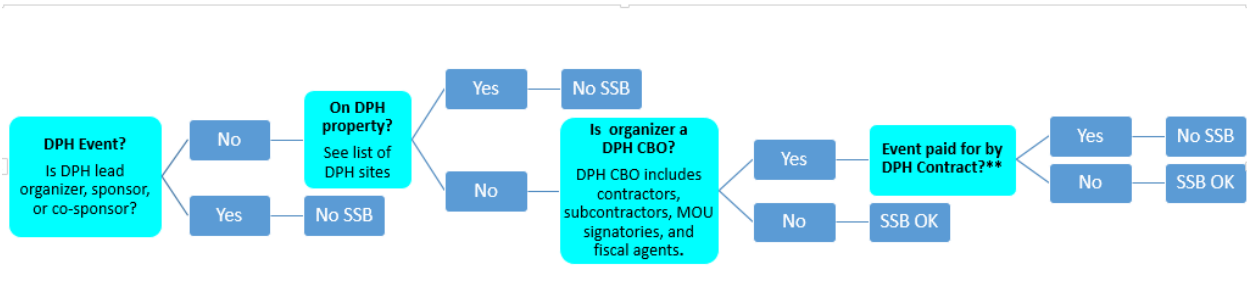 DPH Event?
Is DPH lead
organizer, sponsor,
or co-sponsor?
No
Yes
No SSB
On DPH
property?
See list of
DPH sites
Yes
No SSB
No
Is organizer a
DPH CBO?
DPH CBO includes
contractors,
subcontractors, MOU
signatories, and
fiscal agents.
Yes
No
SSB OK
Event paid for by
DPH Contract?**
Yes
No SSB
No
SSB OK